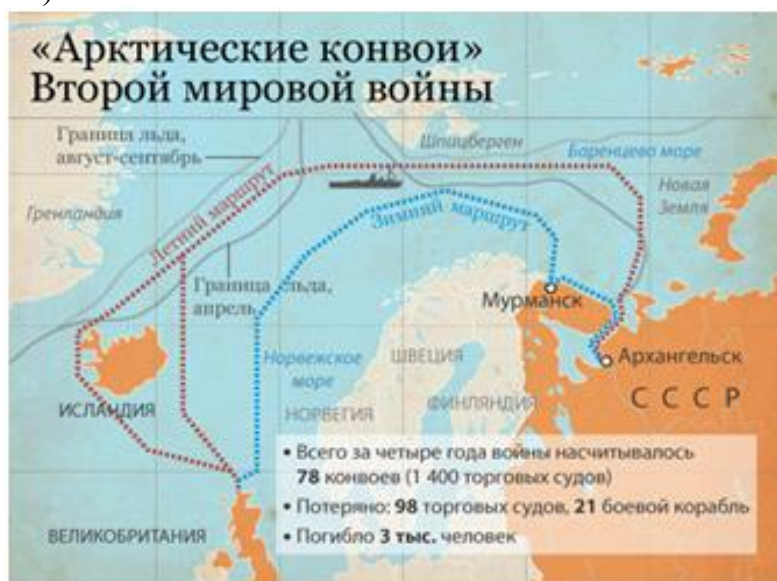 «Арктические конвои»
Второй мировой войны
Граница льда,
август-сентябрь
Шпицберген
Баренцево море
Новая
Земля
Гренландия
Летний маршрут
Зимний маршрут
Граница льда,
апрель
Мурманск
Архангельск
Норвежское
море
ШВЕЦИЯ
ИСЛАНДИЯ
НОРВЕГИЯ
ФИНЛЯНДИЯ
СССР
• Всего за четыре года войны насчитывалось
78 конвоев (1 400 торговых судов)
• Потеряно: 98 торговых судов, 21 боевой корабль
• Погибло 3 тыс. человек
ВЕЛИКОБРИТАНИЯ